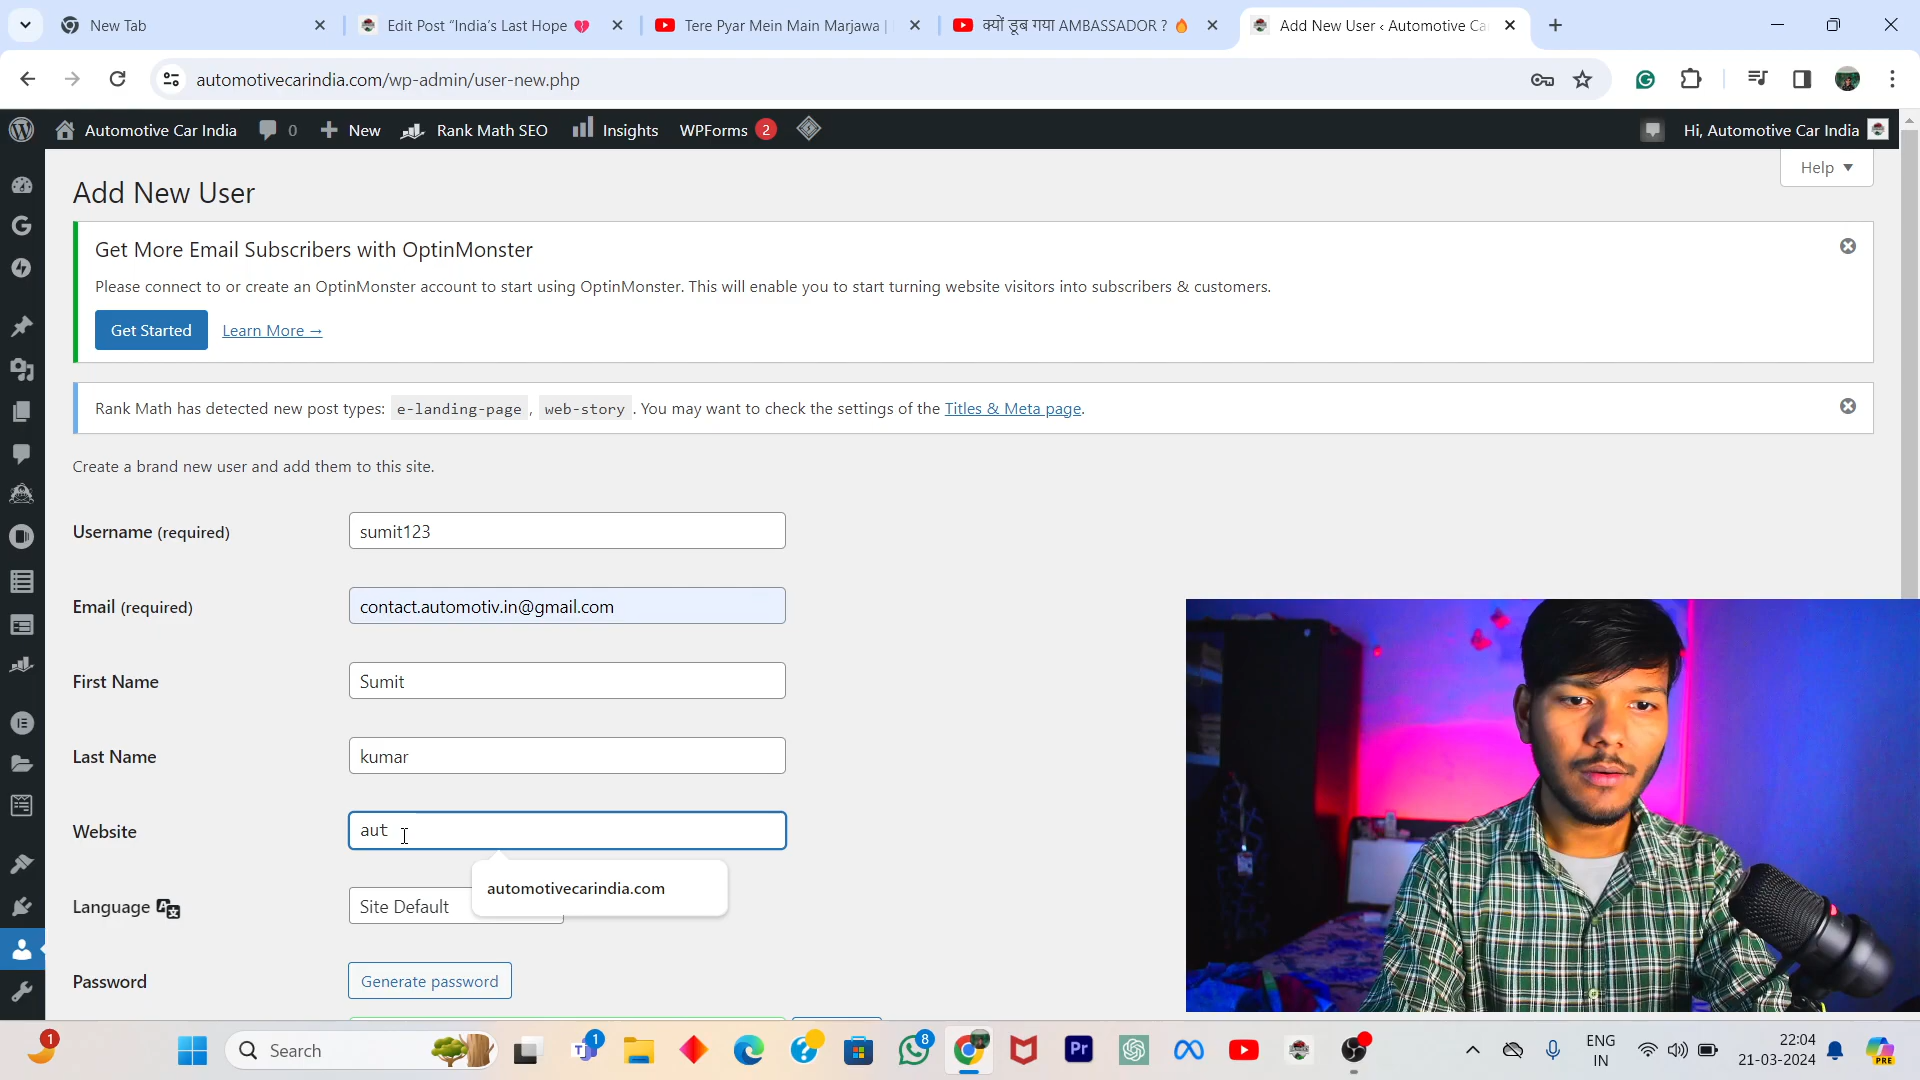 New Tab
Edit Post “India’s Last Hope 💔
Tere Pyar Mein Main Marjawa |
क्यों डूब गया AMBASSADOR ? 🔥
Add New User ‹ Automotive Ca
automotivecarindia.com/wp-admin/user-new.php
Automotive Car India
0
New
Rank Math SEO
Insights
WPForms 2
Hi, Automotive Car India
Help
Add New User
Get More Email Subscribers with OptinMonster
Please connect to or create an OptinMonster account to start using OptinMonster. This will enable you to start turning website visitors into subscribers & customers.
Get Started
Learn More →
Rank Math has detected new post types: e-landing-page , web-story . You may want to check the settings of the Titles & Meta page.
Create a brand new user and add them to this site.
Username (required)
sumit123
Email (required)
contact.automotiv.in@gmail.com
First Name
Sumit
Last Name
kumar
Website
aut
automotivecarindia.com
Language
Site Default
Password
Generate password
1
Search
1
8
Pr
ENG
IN
22:04
21-03-2024
PRE